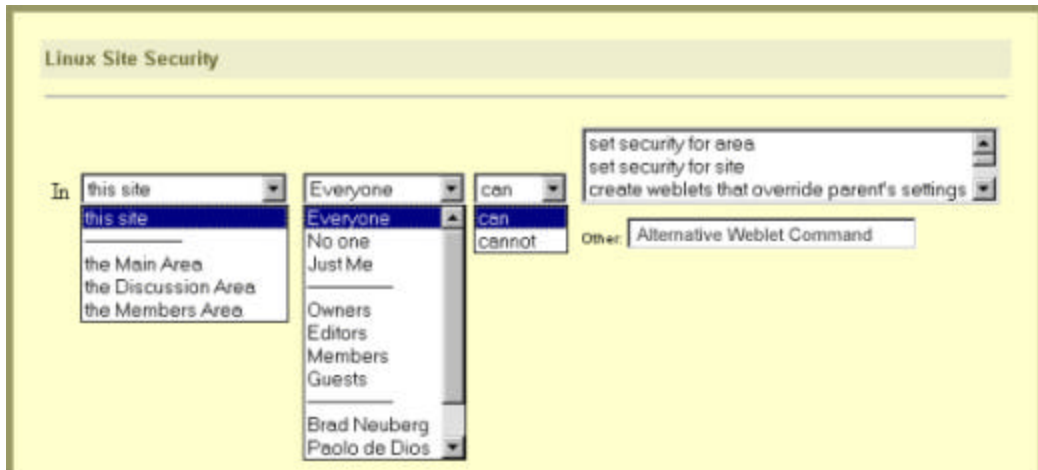 Linux Site Security
In this site Everyone can
this site
the Main Area
the Discussion Area
the Members Area
Everyone
No one
Just Me
Owners
Editors
Members
Guests
Brad Neuberg
Paolo de Dios
can
cannot
set security for area
set security for site
create weblets that override parent's settings
Other: Alternative Weblet Command